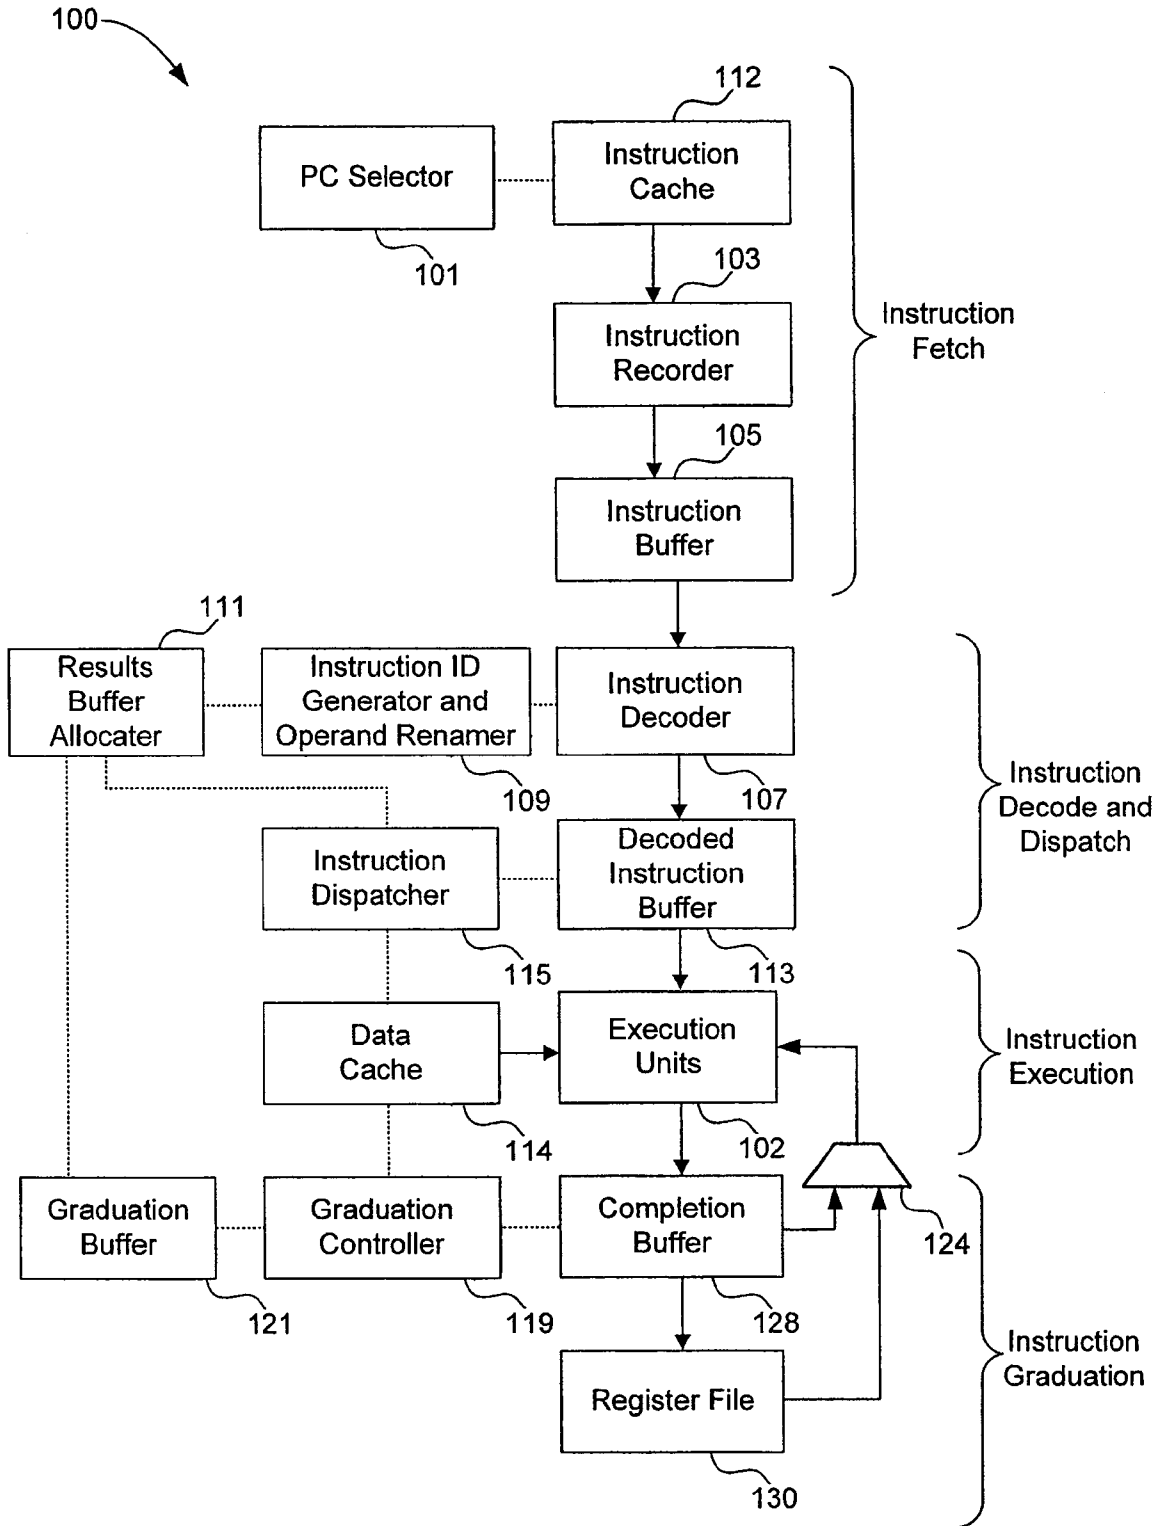 100
112
PC Selector
Instruction
Cache
101
103
Instruction
Recorder
Instruction
Fetch
105
Instruction
Buffer
111
Results
Buffer
Allocater
Instruction ID
Generator and
Operand Renamer
Instruction
Decoder
109
107
Instruction
Decode and
Dispatch
Instruction
Dispatcher
Decoded
Instruction
Buffer
115
113
Data
Cache
Execution
Units
Instruction
Execution
114
102
124
Graduation
Buffer
Graduation
Controller
Completion
Buffer
121
119
128
Instruction
Graduation
Register File
130